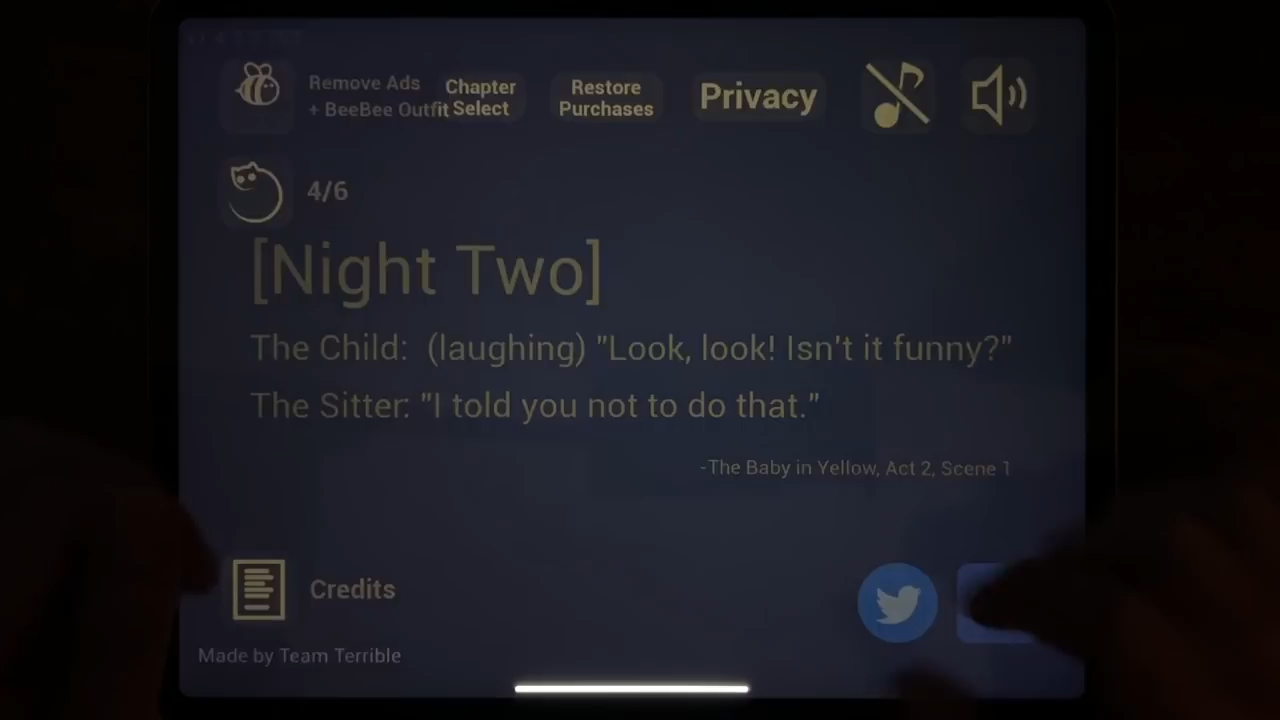 Remove Ads
+ BeeBee Outfit
Chapter
Select
Restore
Purchases
Privacy
4/6
[Night Two]
The Child: (laughing) "Look, look! Isn't it funny?"
The Sitter: "I told you not to do that."
-The Baby in Yellow, Act 2, Scene 1
Credits
Made by Team Terrible